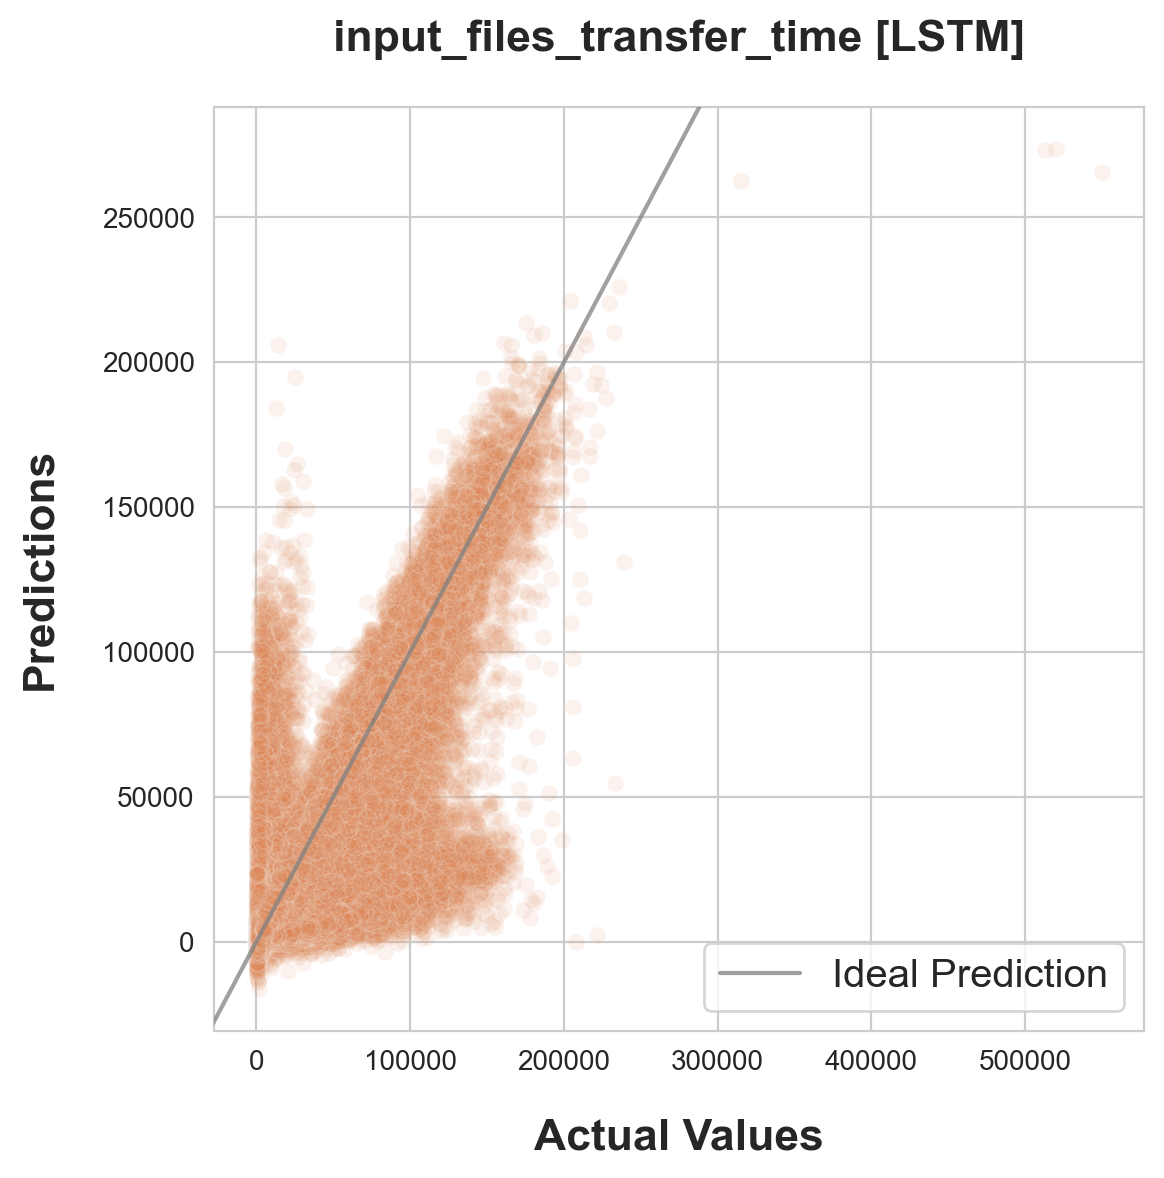 input_files_transfer_time [LSTM]
Predictions
250000
200000
150000
100000
50000
0
Ideal Prediction
0 100000 200000 300000 400000 500000
Actual Values